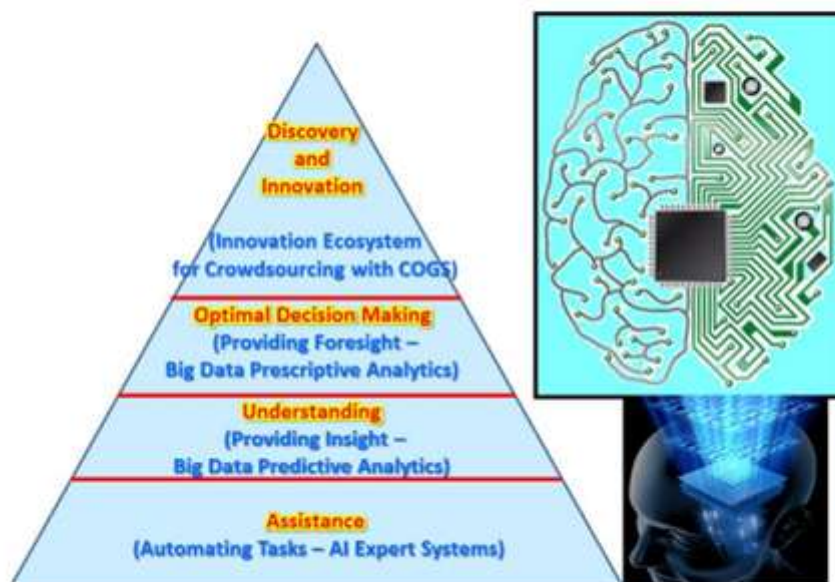 Discovery
and
Innovation
(Innovation Ecosystem
for Crowdsourcing with COGS)
Optimal Decision Making
(Providing Foresight –
Big Data Prescriptive Analytics)
Understanding
(Providing Insight –
Big Data Predictive Analytics)
Assistance
(Automating Tasks – AI Expert Systems)